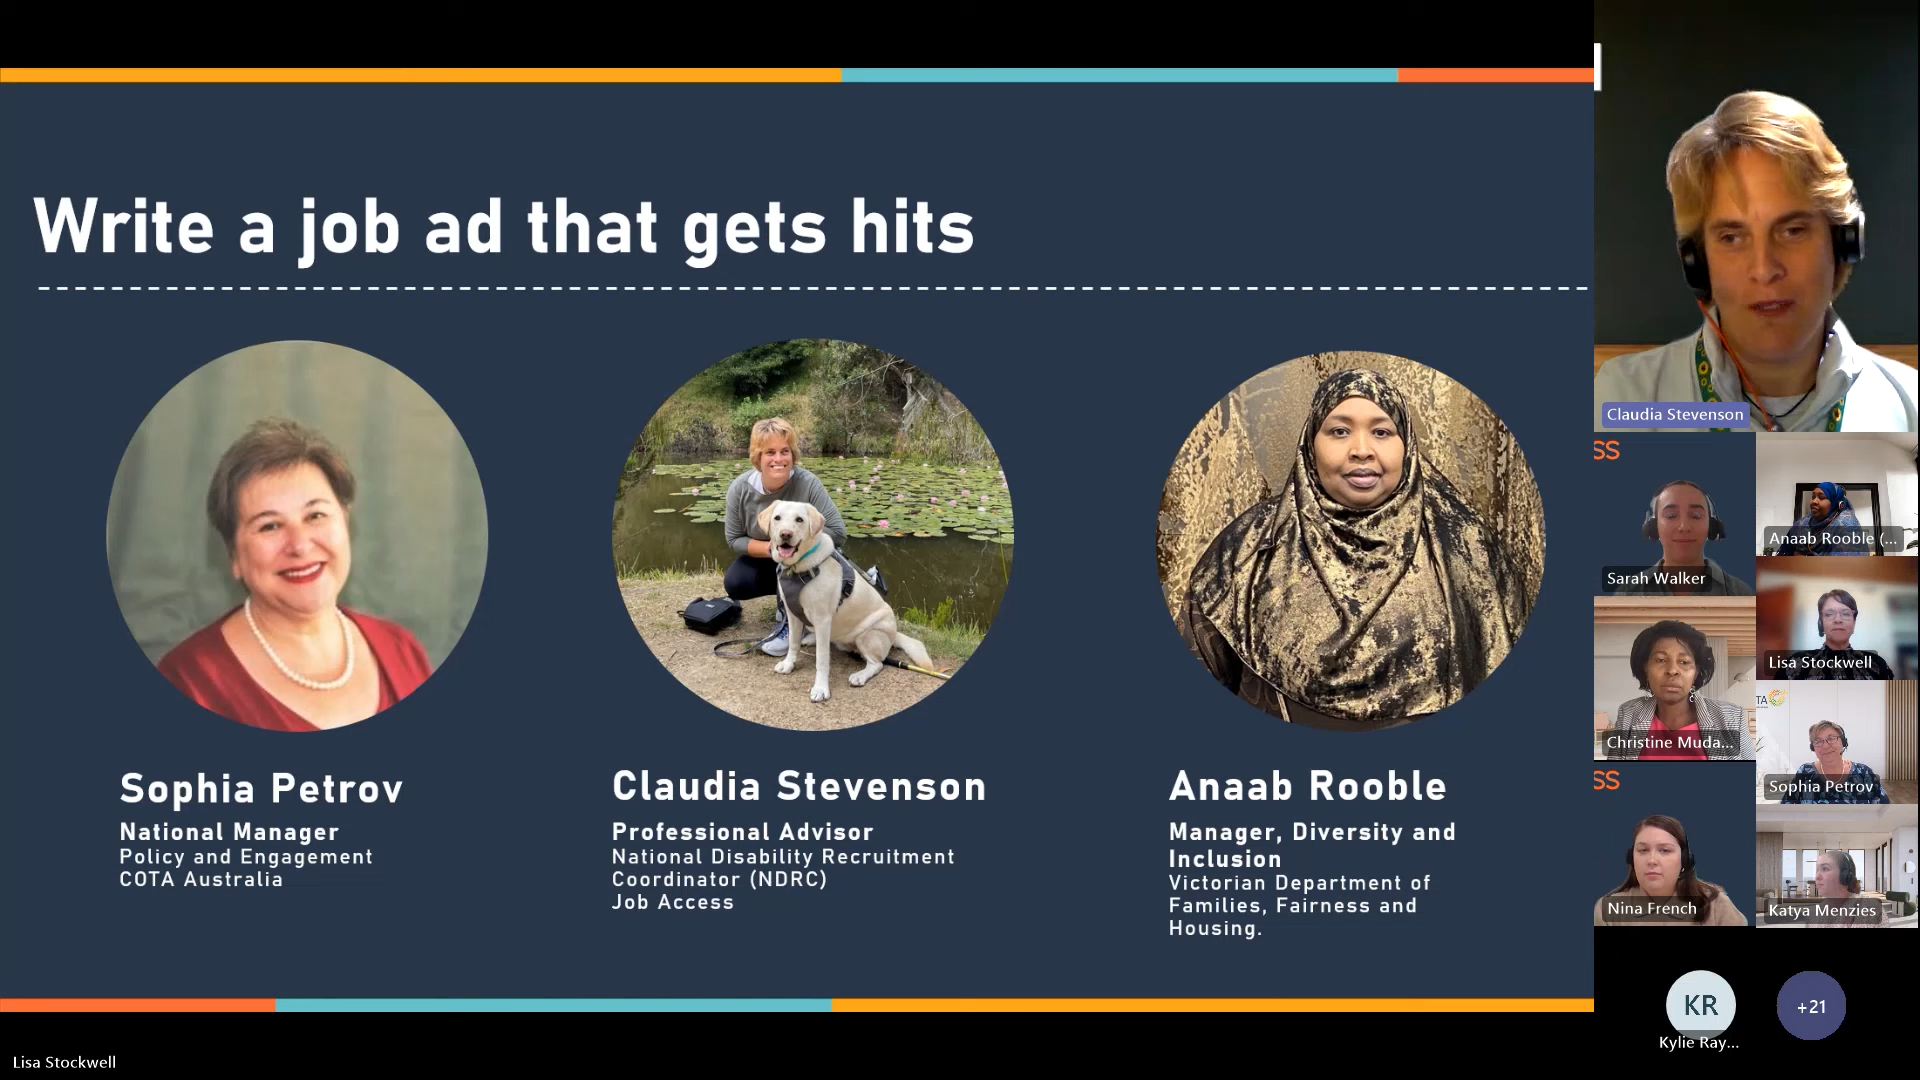 Write a job ad that gets hits
Sophia Petrov
National Manager
Policy and Engagement
COTA Australia
Claudia Stevenson
Professional Advisor
National Disability Recruitment
Coordinator (NDRC)
Job Access
Anaab Rooble
Manager, Diversity and
Inclusion
Victorian Department of
Families, Fairness and
Housing.
Lisa Stockwell
Claudia Stevenson
SS
Sarah Walker
Anaab Rooble (...
Lisa Stockwell
Christine Muda...
TA
Sophia Petrov
SS
Nina French
Katya Menzies
KR
Kylie Ray...
+21